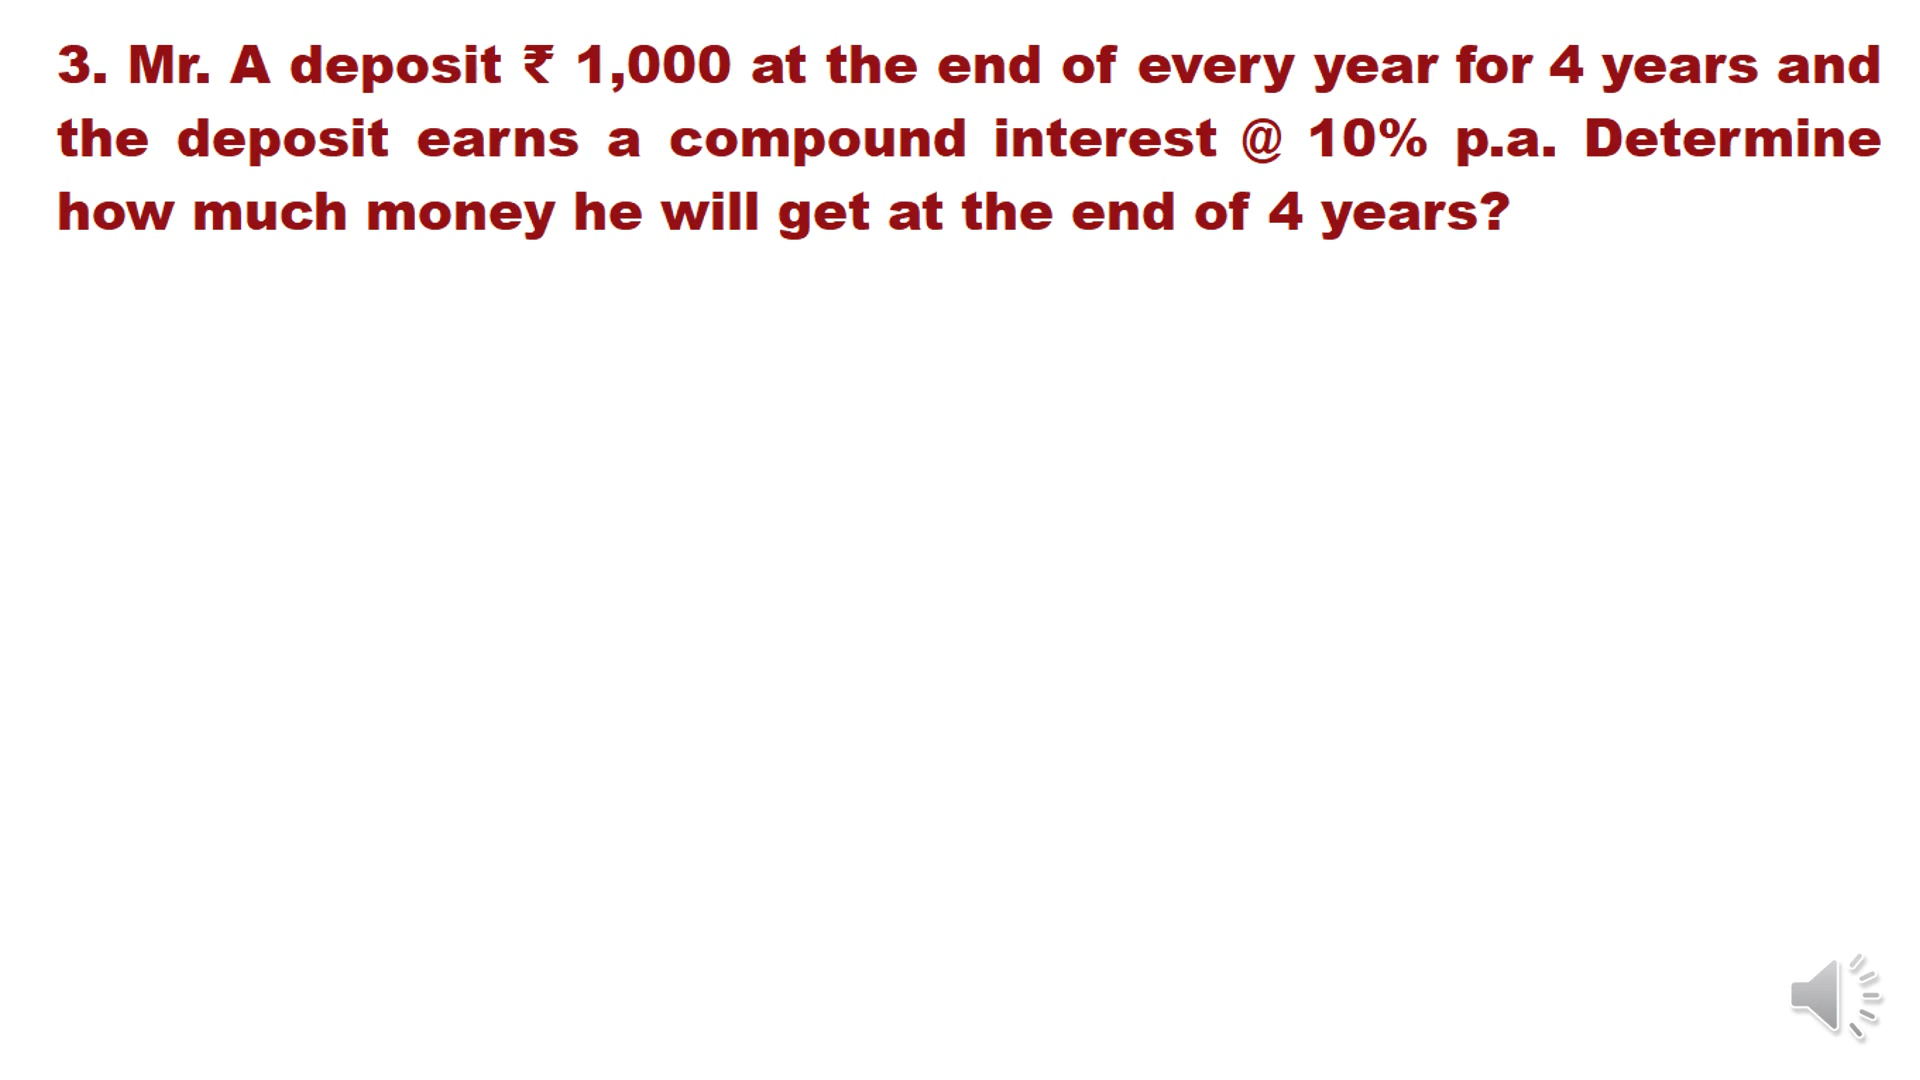 3. Mr. A deposit ₹ 1,000 at the end of every year for 4 years and
the deposit earns a compound interest @ 10% p.a. Determine
how much money he will get at the end of 4 years?